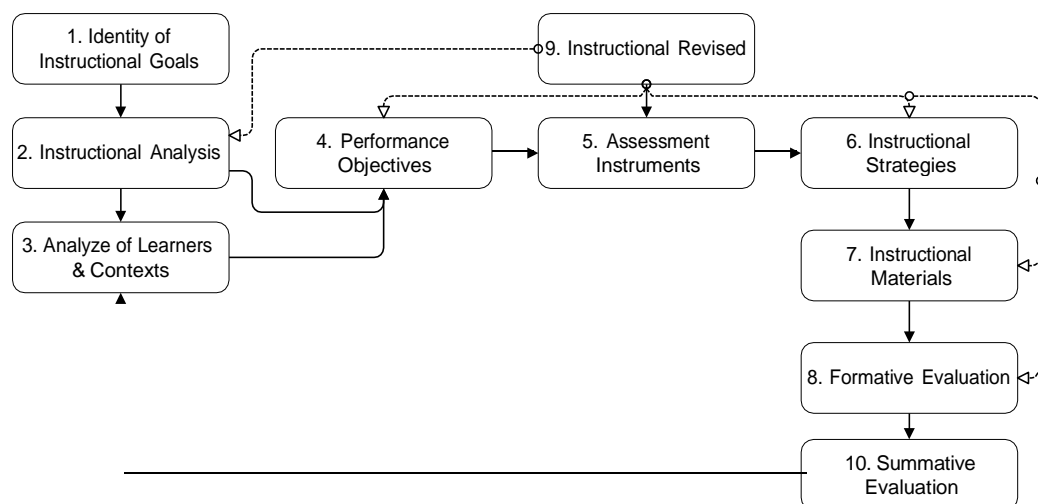 1. Identity of
Instructional Goals
9. Instructional Revised
2. Instructional Analysis
4. Performance
Objectives
5. Assessment
Instruments
6. Instructional
Strategies
3. Analyze of Learners
& Contexts
7. Instructional
Materials
8. Formative Evaluation
10. Summative
Evaluation